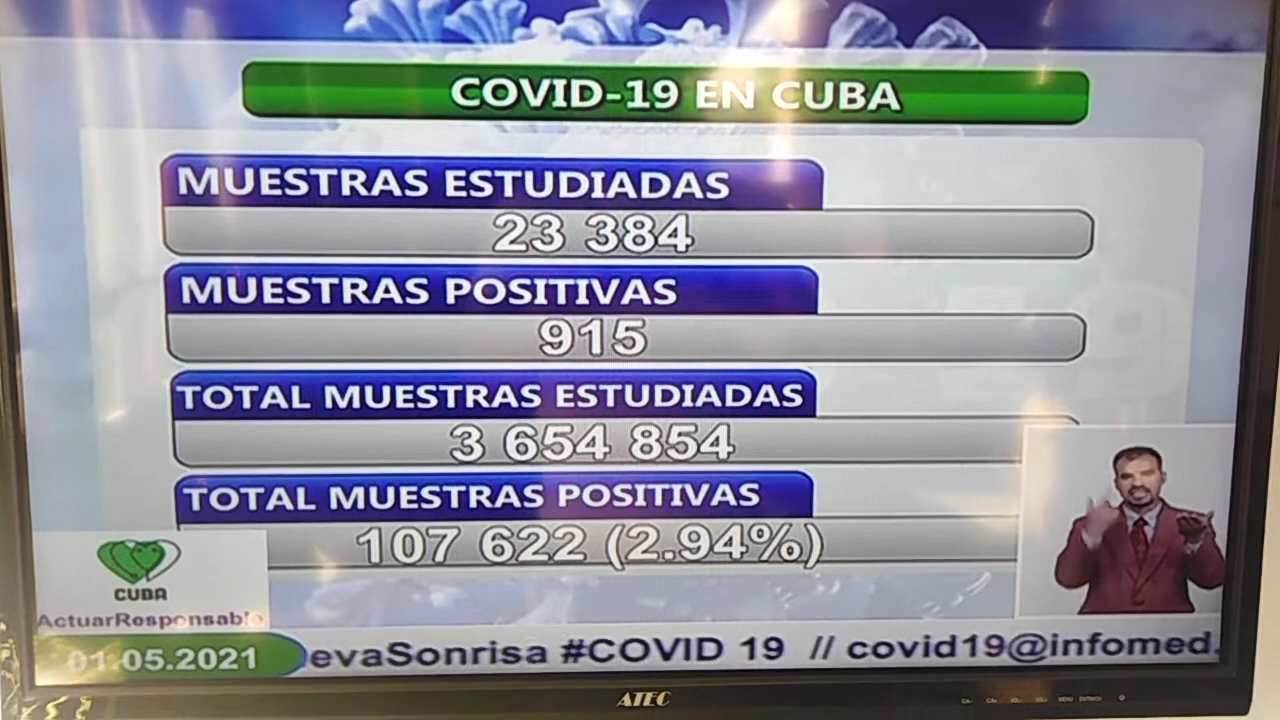 COVID-19 EN CUBA
MUESTRAS ESTUDIADAS
23 384
MUESTRAS POSITIVAS
915
TOTAL MUESTRAS ESTUDIADAS
3 654 854
TOTAL MUESTRAS POSITIVAS
107 622 (2.94%)
CUBA
ActuarResponsable
01.05.2021
evaSonrisa #COVID 19 // covid19@infomed.
ATEC
MENU